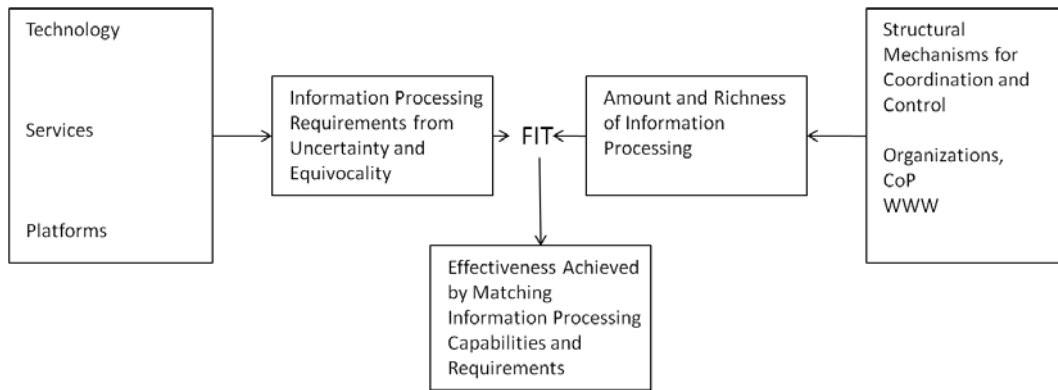 Technology
Services
Platforms
Information Processing
Requirements from
Uncertainty and
Equivocality
FIT
Amount and Richness
of Information
Processing
Structural
Mechanisms for
Coordination and
Control
Organizations,
CoP
WWW
Effectiveness Achieved
by Matching
Information Processing
Capabilities and
Requirements